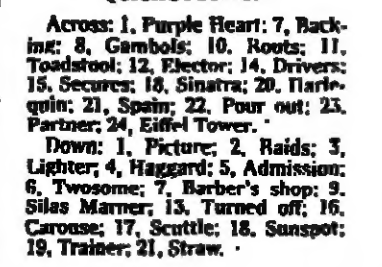 Across: 1, Purple Heart; 7, Back-
ing; 8, Gambols; 10, Roots; 11,
Toadstool; 12, Elector; 14, Drivers;
15, Secures; 18, Sinatra; 20, Harle-
quin; 21, Spain; 22, Pour out; 23,
Partner; 24, Eiffel Tower.
Down: 1, Picture; 2, Raids; 3,
Lighter; 4, Haggard; 5, Admission;
6, Twosome; 7, Barber's shop; 9,
Silas Marner; 13, Turned off; 16,
Carouse; 17, Scuttle; 18, Sunspot;
19, Trainer; 21, Straw.